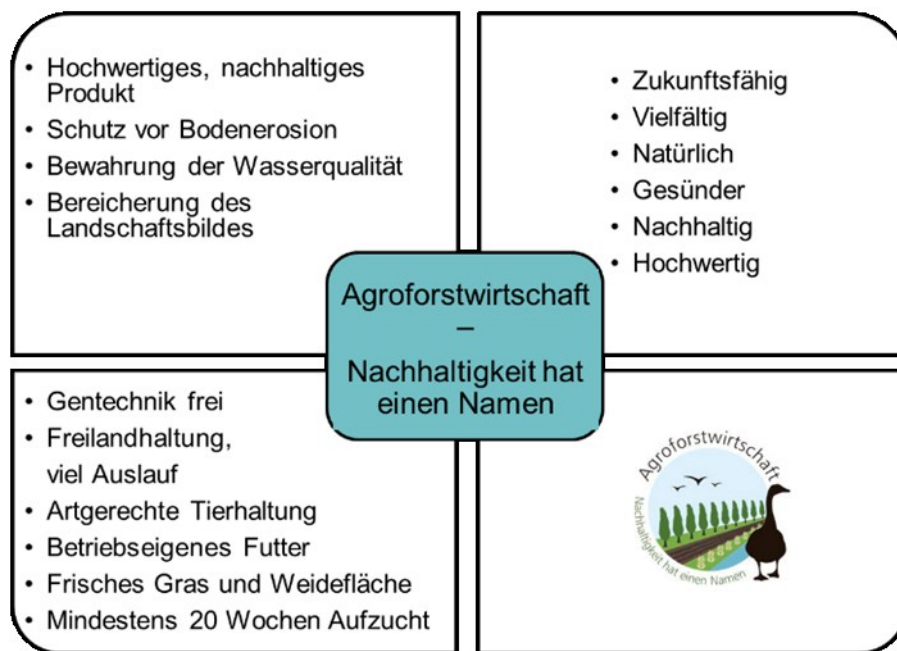 • Hochwertiges, nachhaltiges
Produkt
• Schutz vor Bodenerosion
• Bewahrung der Wasserqualität
• Bereicherung des
Landschaftsbildes
• Zukunftsfähig
• Vielfältig
• Natürlich
• Gesünder
• Nachhaltig
• Hochwertig
Agroforstwirtschaft
–
Nachhaltigkeit hat
einen Namen
• Gentechnik frei
• Freilandhaltung,
viel Auslauf
• Artgerechte Tierhaltung
• Betriebseigenes Futter
• Frisches Gras und Weidefläche
• Mindestens 20 Wochen Aufzucht
Agroforstwirtschaft
Nachhaltigkeit hat einen Namen